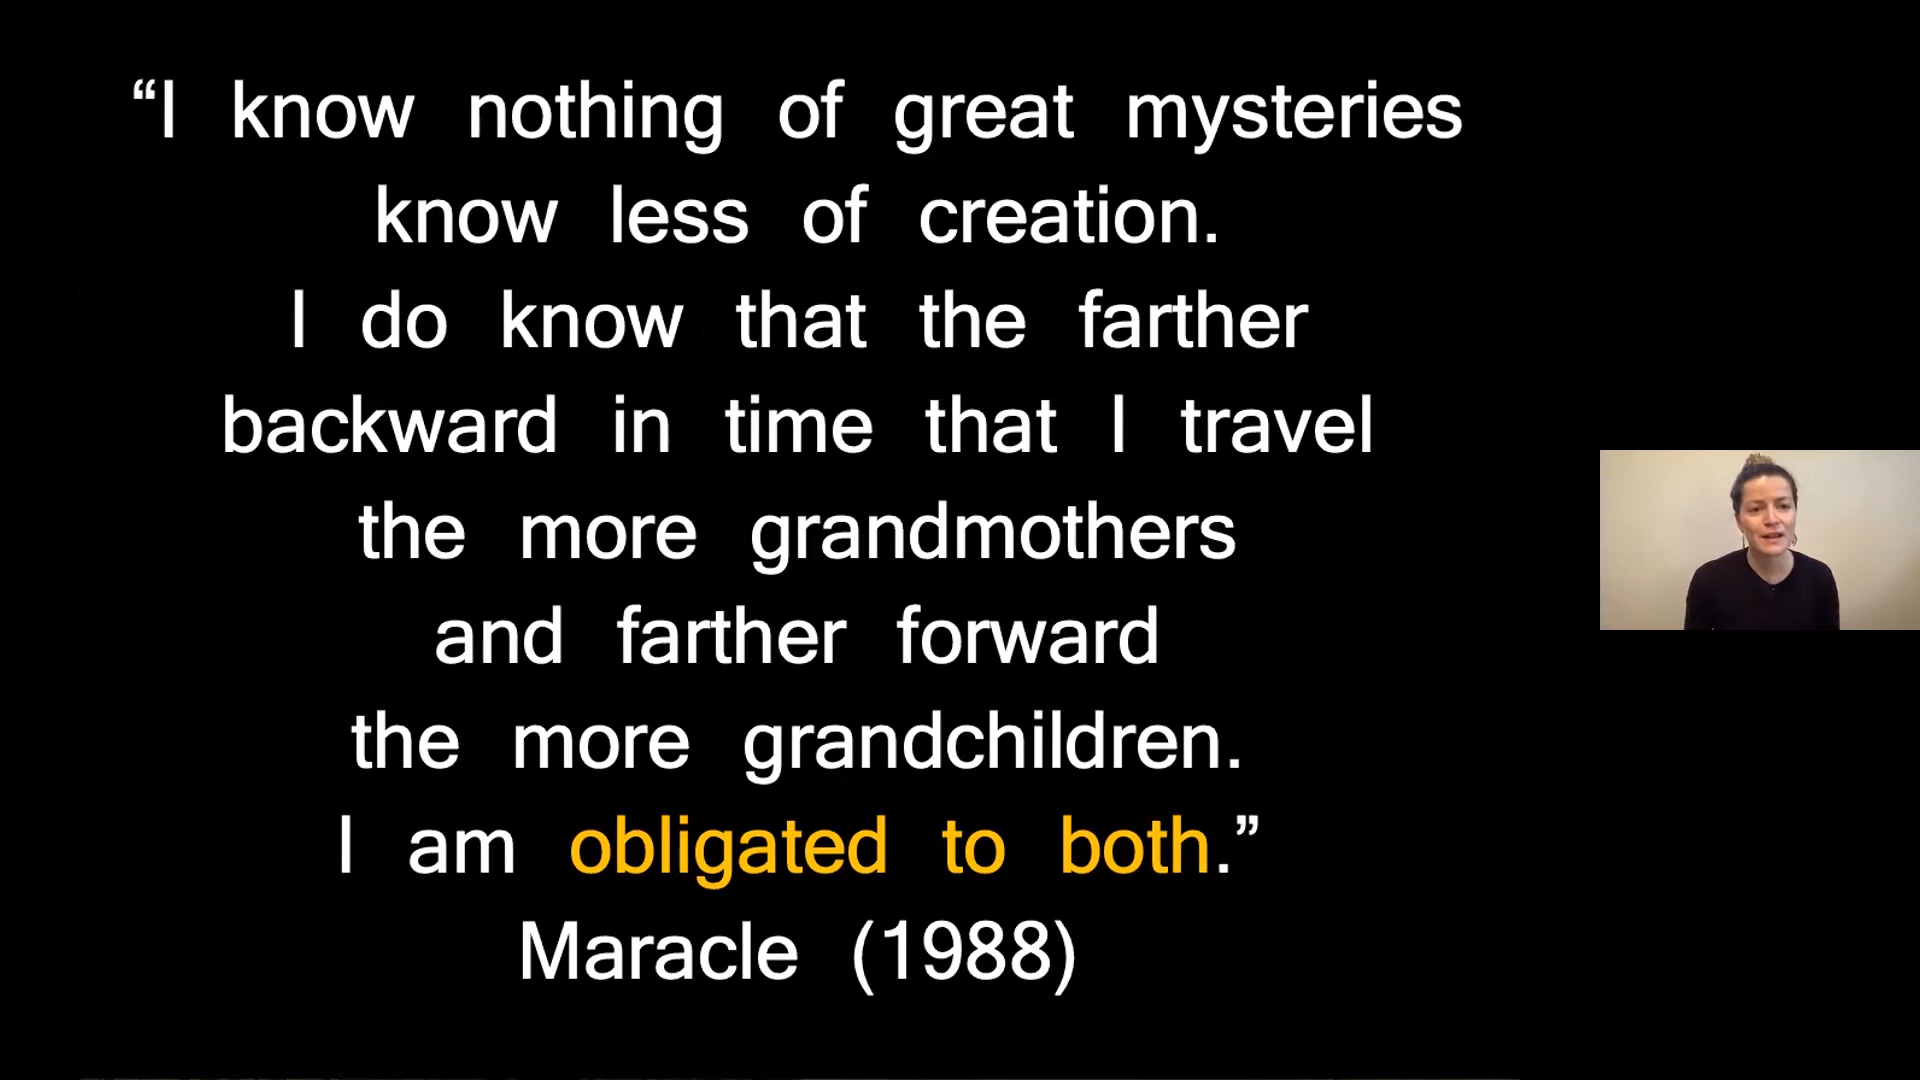 “I know nothing of great mysteries
know less of creation.
I do know that the farther
backward in time that I travel
the more grandmothers
and farther forward
the more grandchildren.
I am obligated to both.”
Maracle (1988)